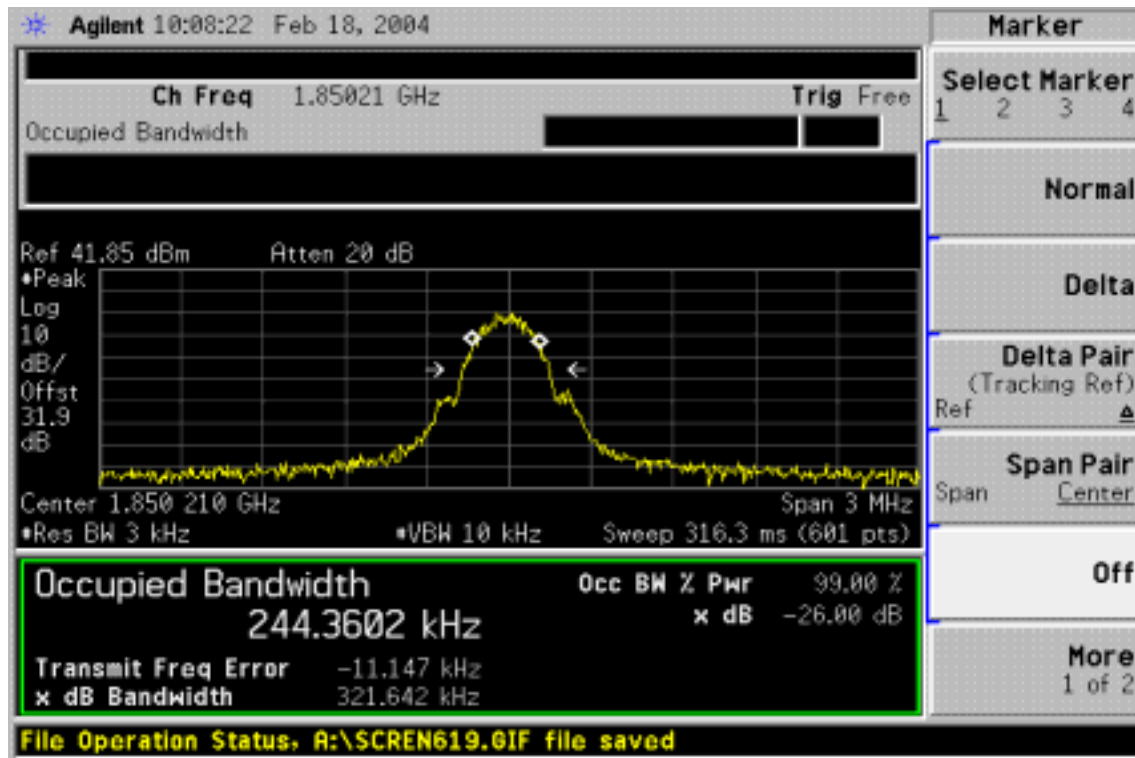 Agilent 10:08:22 Feb 18, 2004
Ch Freq 1.85021 GHz Trig Free
Occupied Bandwidth
Ref 41.85 dBm Atten 20 dB
Peak
Log
10
dB/
Offst
31.9
dB
Center 1.850 210 GHz Span 3 MHz
Res BW 3 kHz VBW 10 kHz Sweep 316.3 ms (601 pts)
Occupied Bandwidth
244.3602 kHz
Occ BW % Pwr 99.00 %
x dB -26.00 dB
Transmit Freq Error -11.147 kHz
x dB Bandwidth 321.642 kHz
File Operation Status, A:\SCREN619.GIF file saved
Marker
Select Marker
1 2 3 4
Normal
Delta
Delta Pair
(Tracking Ref)
Ref Δ
Span Pair
Span Center
Off
More
1 of 2